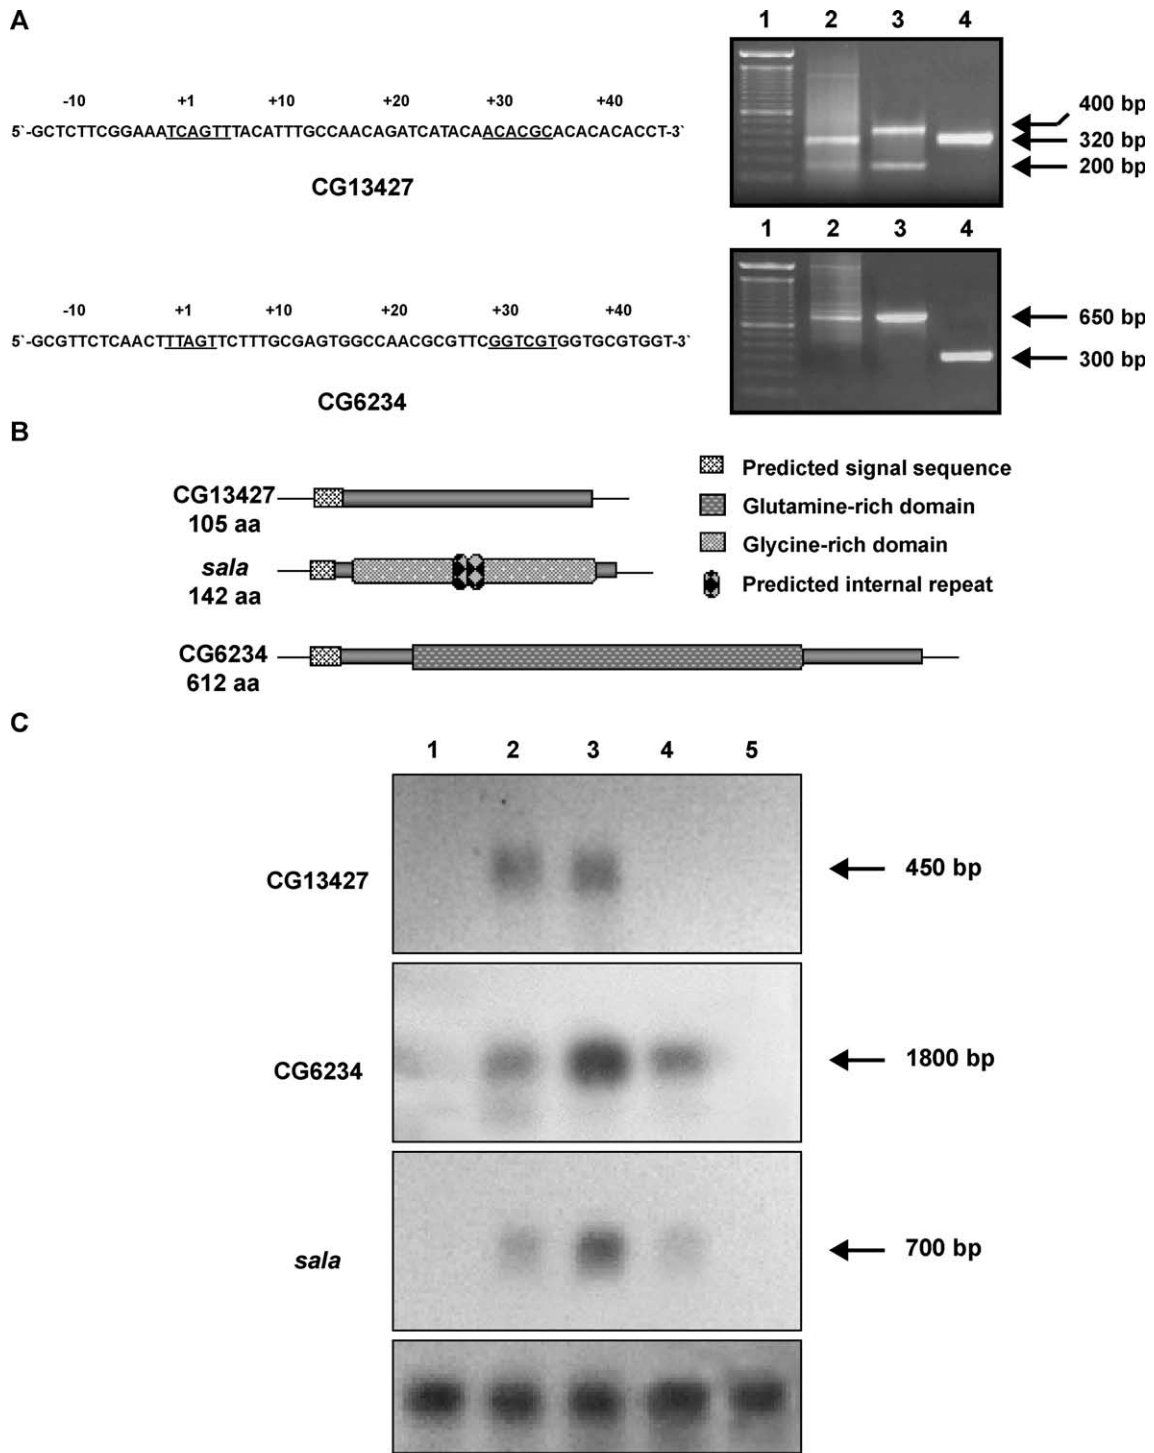 A
1 2 3 4
-10 +1 +10 +20 +30 +40
5`-GCTCTTCGGAAATCAGTTTACATTTGCCAACAGATCATACAACACGCACACACACCT-3`
CG13427
400 bp
320 bp
200 bp
1 2 3 4
-10 +1 +10 +20 +30 +40
5`-GCGTTCTCAACTTTAGTTCTTTGCGAGTGGCCAACGCGTTCGGTCGTGGTGCGTGGT-3`
CG6234
650 bp
300 bp
B
CG13427
105 aa
sala
142 aa
CG6234
612 aa
Predicted signal sequence
Glutamine-rich domain
Glycine-rich domain
Predicted internal repeat
C
1 2 3 4 5
CG13427
450 bp
CG6234
1800 bp
sala
700 bp